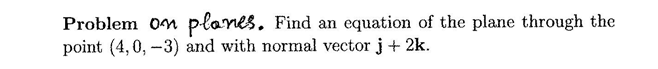 Problem on planes. Find an equation of the plane through the
point (4, 0, −3) and with normal vector j + 2k.